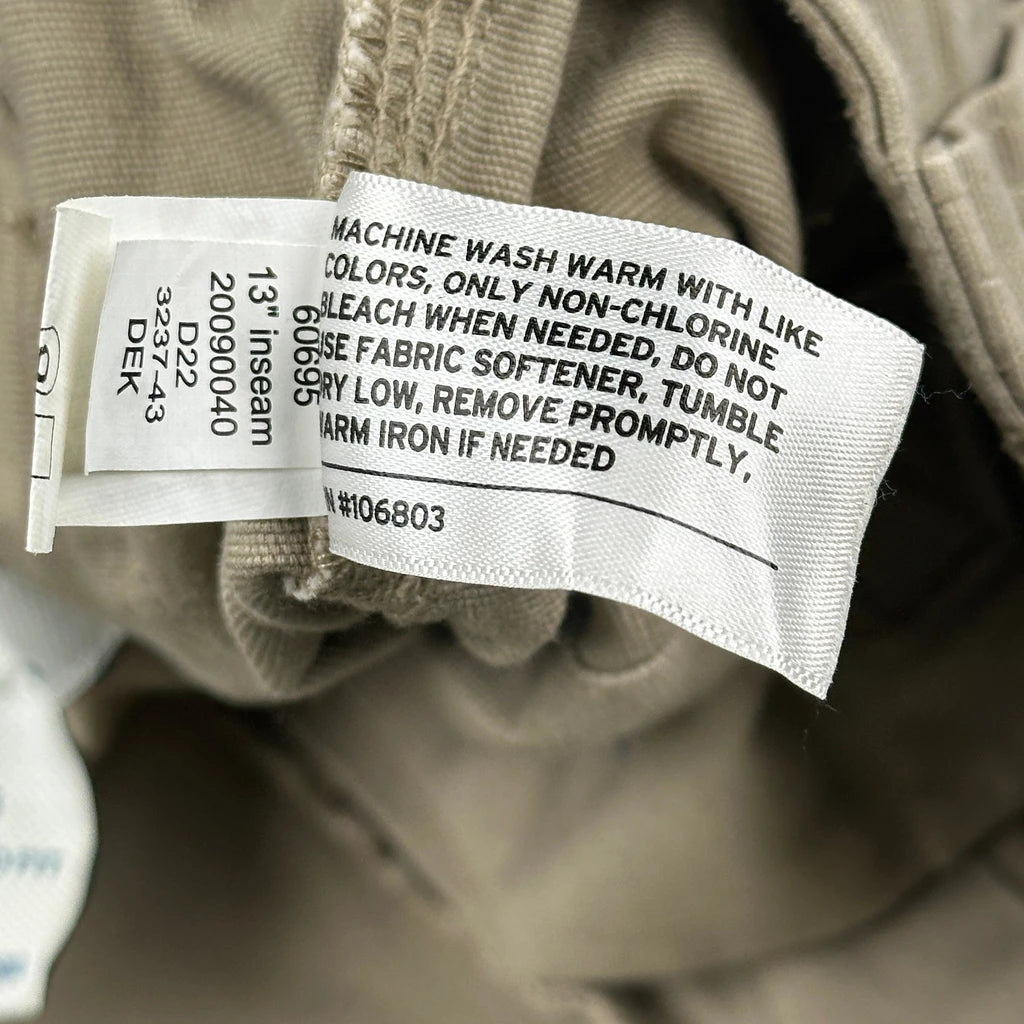 MACHINE WASH WARM WITH LIKE
COLORS, ONLY NON-CHLORINE
BLEACH WHEN NEEDED, DO NOT
USE FABRIC SOFTENER, TUMBLE
RY LOW, REMOVE PROMPTLY,
ARM IRON IF NEEDED
N #106803
60695
13" inseam
20090040
D22
3237-43
DEK